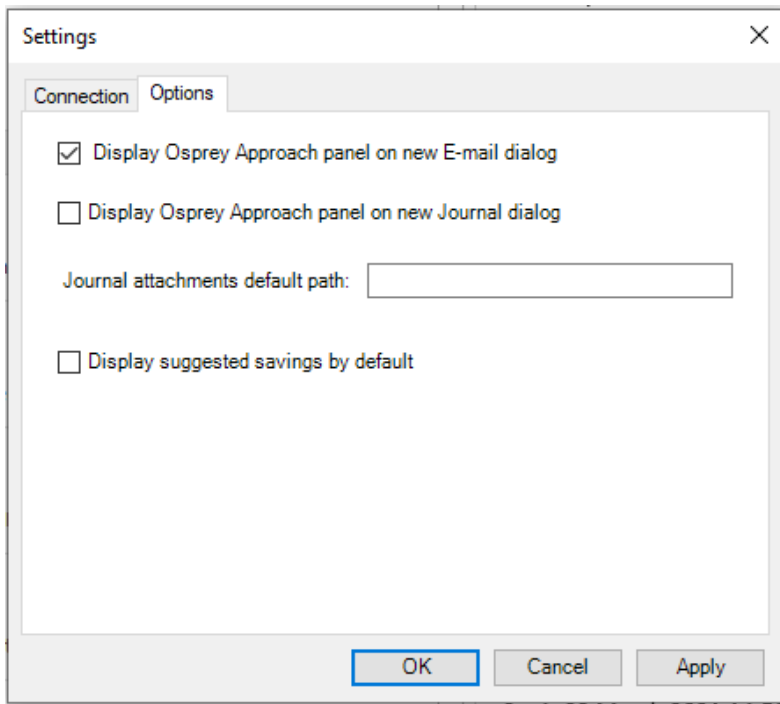 Settings
Connection
Options
Display Osprey Approach panel on new E-mail dialog
Display Osprey Approach panel on new Journal dialog
Journal attachments default path:
Display suggested savings by default
OK
Cancel
Apply